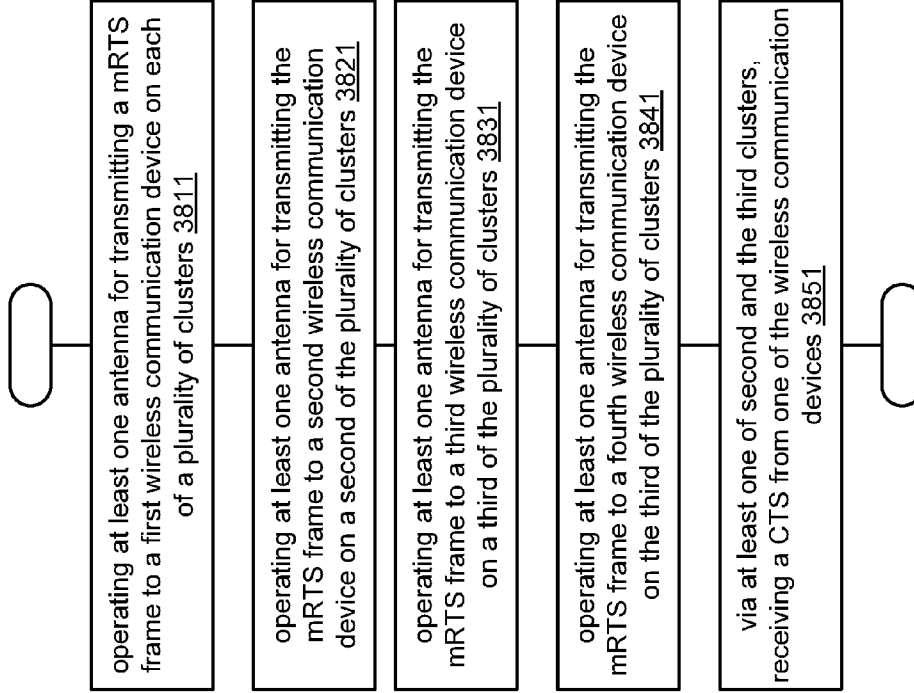 operating at least one antenna for transmitting a mRTS
frame to a first wireless communication device on each
of a plurality of clusters 3811
operating at least one antenna for transmitting the
mRTS frame to a second wireless communication
device on a second of the plurality of clusters 3821
operating at least one antenna for transmitting the
mRTS frame to a third wireless communication device
on a third of the plurality of clusters 3831
operating at least one antenna for transmitting the
mRTS frame to a fourth wireless communication device
on the third of the plurality of clusters 3841
via at least one of second and the third clusters,
receiving a CTS from one of the wireless communication
devices 3851